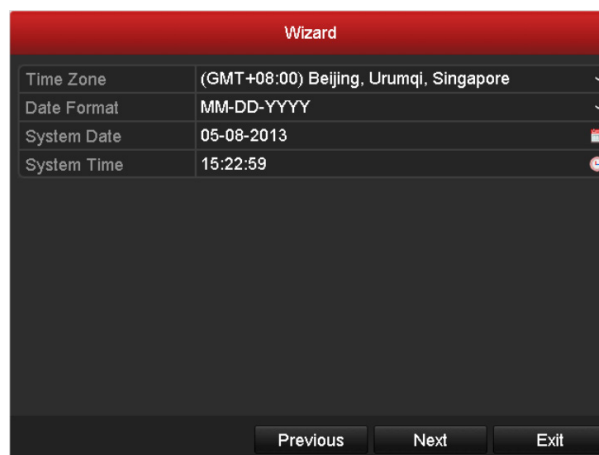 Wizard
Time Zone (GMT+08:00) Beijing, Urumqi, Singapore
Date Format MM-DD-YYYY
System Date 05-08-2013
System Time 15:22:59
Previous Next Exit